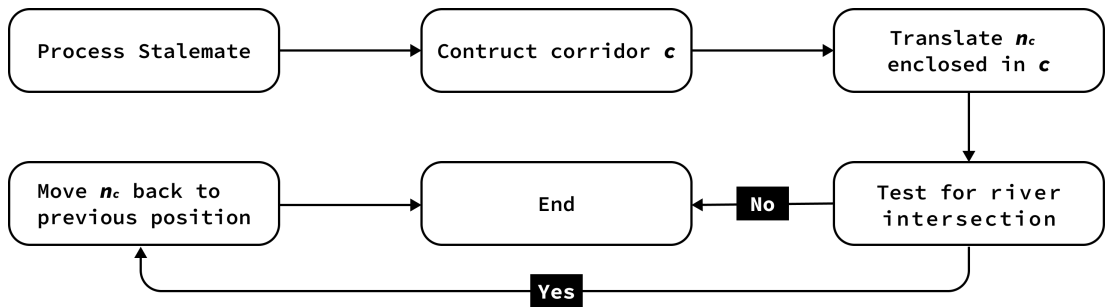 Process Stalemate
Contruct corridor c
Translate nc
enclosed in c
Move nc back to
previous position
End
No
Test for river
intersection
Yes